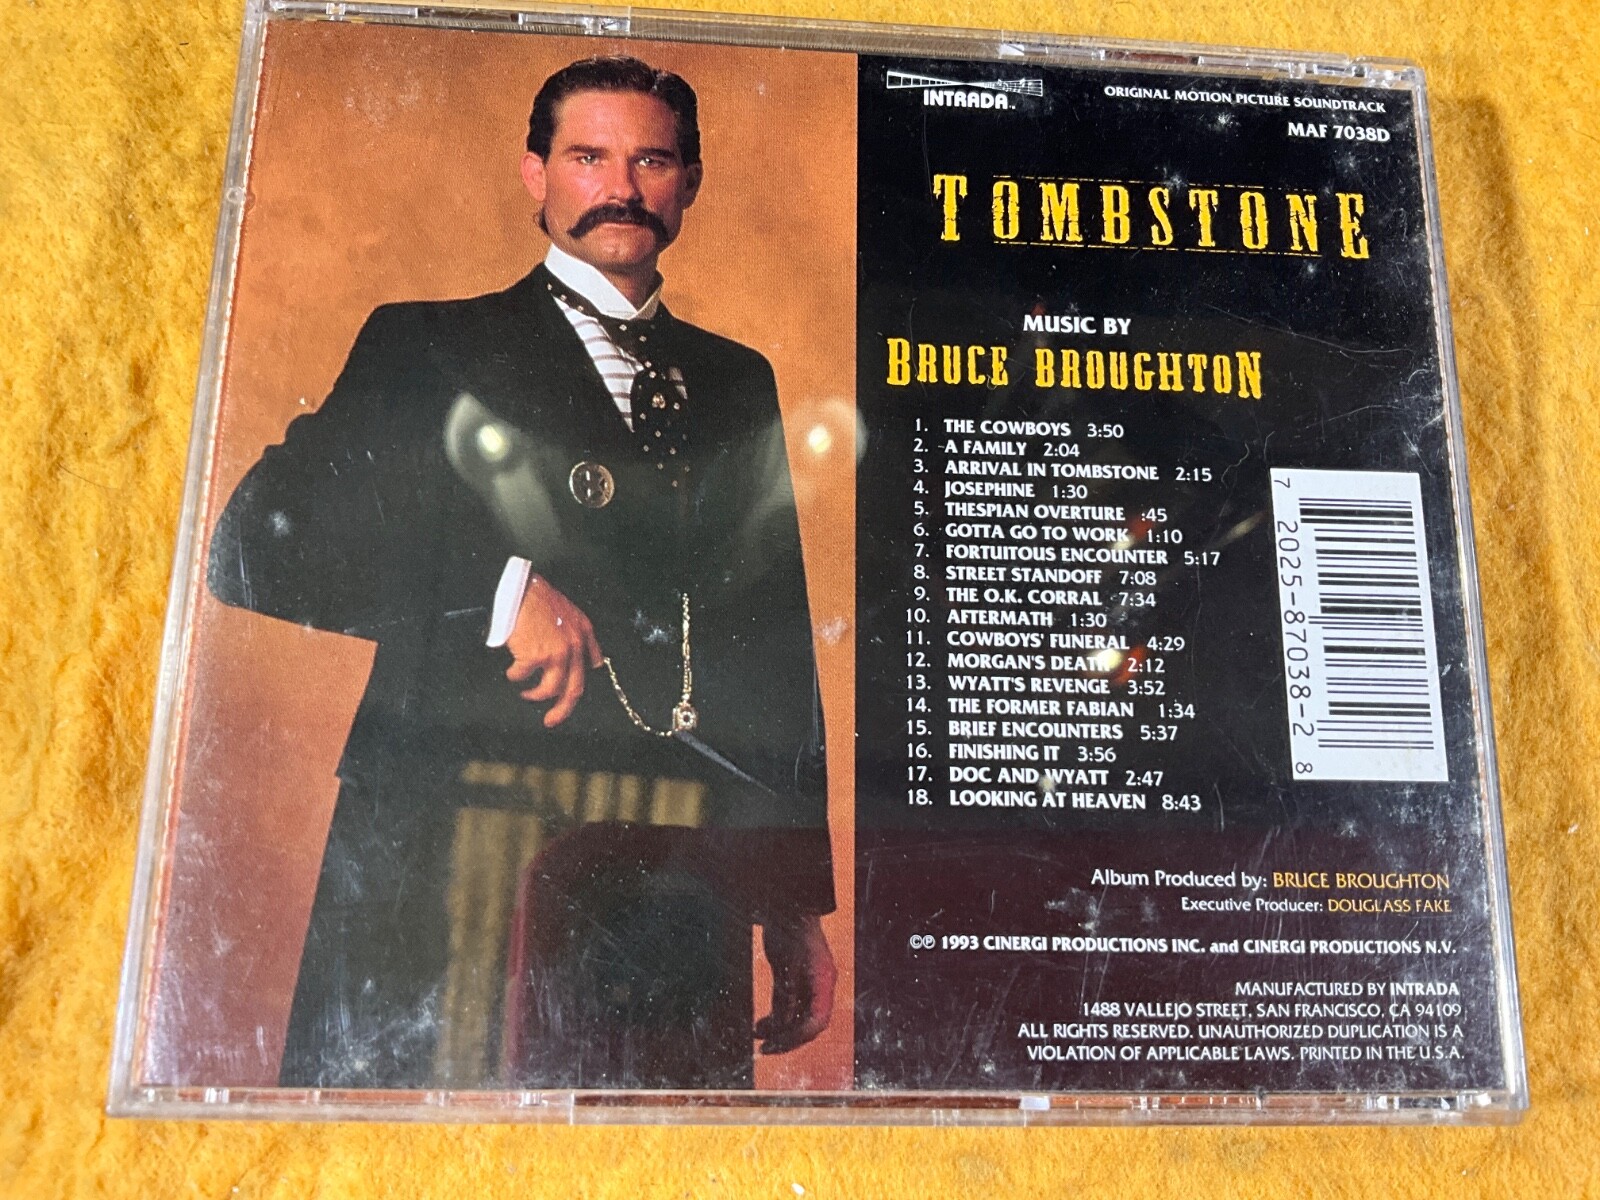 INTRADA™
ORIGINAL MOTION PICTURE SOUNDTRACK
MAF 7038D
TOMBSTONE
MUSIC BY
BRUCE BROUGHTON
1. THE COWBOYS 3:50
2. A FAMILY 2:04
3. ARRIVAL IN TOMBSTONE 2:15
4. JOSEPHINE 1:30
5. THESPIAN OVERTURE :45
6. GOTTA GO TO WORK 1:10
7. FORTUITOUS ENCOUNTER 5:17
8. STREET STANDOFF 7:08
9. THE O.K. CORRAL 7:34
10. AFTERMATH 1:30
11. COWBOYS' FUNERAL 4:29
12. MORGAN'S DEATH 2:12
13. WYATT'S REVENGE 3:52
14. THE FORMER FABIAN 1:34
15. BRIEF ENCOUNTERS 5:37
16. FINISHING IT 3:56
17. DOC AND WYATT 2:47
18. LOOKING AT HEAVEN 8:43
7 2025-87038-2 8
Album Produced by: BRUCE BROUGHTON
Executive Producer: DOUGLASS FAKE
©℗ 1993 CINERGI PRODUCTIONS INC. and CINERGI PRODUCTIONS N.V.
MANUFACTURED BY INTRADA
1488 VALLEJO STREET, SAN FRANCISCO, CA 94109
ALL RIGHTS RESERVED. UNAUTHORIZED DUPLICATION IS A
VIOLATION OF APPLICABLE LAWS. PRINTED IN THE U.S.A.